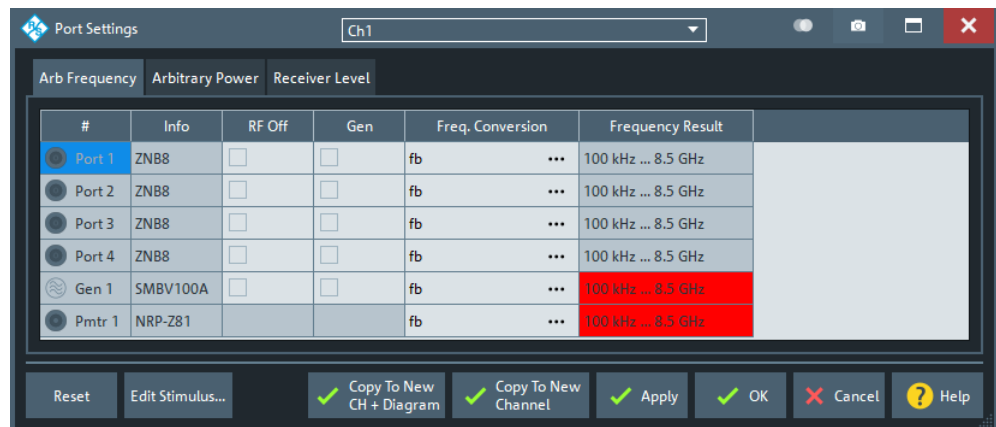 Port Settings
Ch1
Arb Frequency Arbitrary Power Receiver Level
# Info RF Off Gen Freq. Conversion Frequency Result
Port 1 ZNB8 fb ••• 100 kHz ... 8.5 GHz
Port 2 ZNB8 fb ••• 100 kHz ... 8.5 GHz
Port 3 ZNB8 fb ••• 100 kHz ... 8.5 GHz
Port 4 ZNB8 fb ••• 100 kHz ... 8.5 GHz
Gen 1 SMBV100A fb ••• 100 kHz ... 8.5 GHz
Pmtr 1 NRP-Z81 fb ••• 100 kHz ... 8.5 GHz
Reset Edit Stimulus... Copy To New CH + Diagram Copy To New Channel Apply OK Cancel ? Help